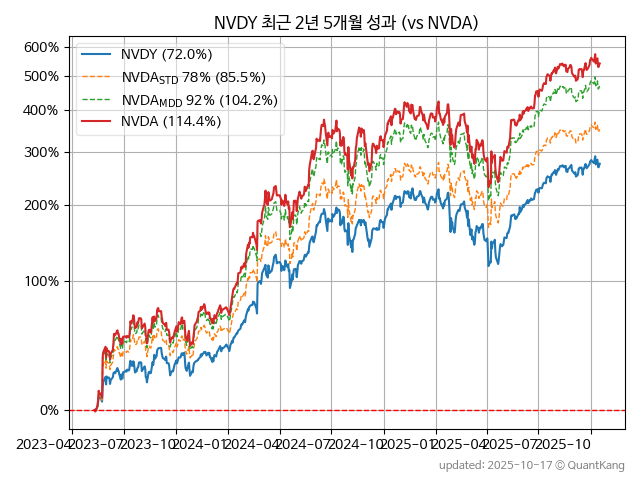 NVDY 최근 2년 5개월 성과 (vs NVDA)
600%
500%
400%
300%
200%
100%
0%
NVDY (72.0%)
NVDA_STD 78% (85.5%)
NVDA_MDD 92% (104.2%)
NVDA (114.4%)
2023-04 2023-07 2023-10 2024-01 2024-04 2024-07 2024-10 2025-01 2025-04 2025-07 2025-10
updated: 2025-10-17 © QuantKang